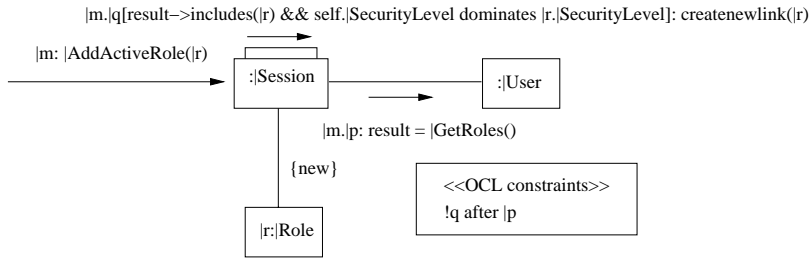 |m.|q[result−>includes(|r) && self.|SecurityLevel dominates |r.|SecurityLevel]: createnewlink(|r)
|m: |AddActiveRole(|r)
:|Session
:|User
|m.|p: result = |GetRoles()
{new}
<<OCL constraints>>
!q after |p
|r:|Role